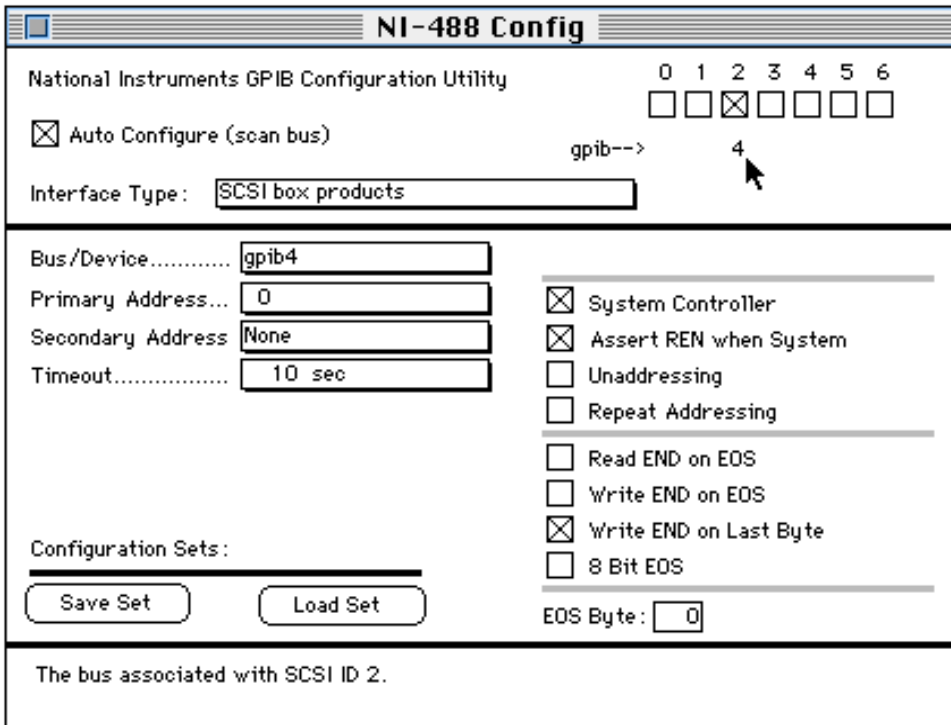 NI-488 Config
National Instruments GPIB Configuration Utility
0 1 2 3 4 5 6
Auto Configure (scan bus)
gpib--> 4
Interface Type: SCSI box products
Bus/Device............ gpib4
Primary Address... 0
Secondary Address None
Timeout................. 10 sec
System Controller
Assert REN when System
Unaddressing
Repeat Addressing
Read END on EOS
Write END on EOS
Write END on Last Byte
8 Bit EOS
EOS Byte: 0
Configuration Sets:
Save Set Load Set
The bus associated with SCSI ID 2.